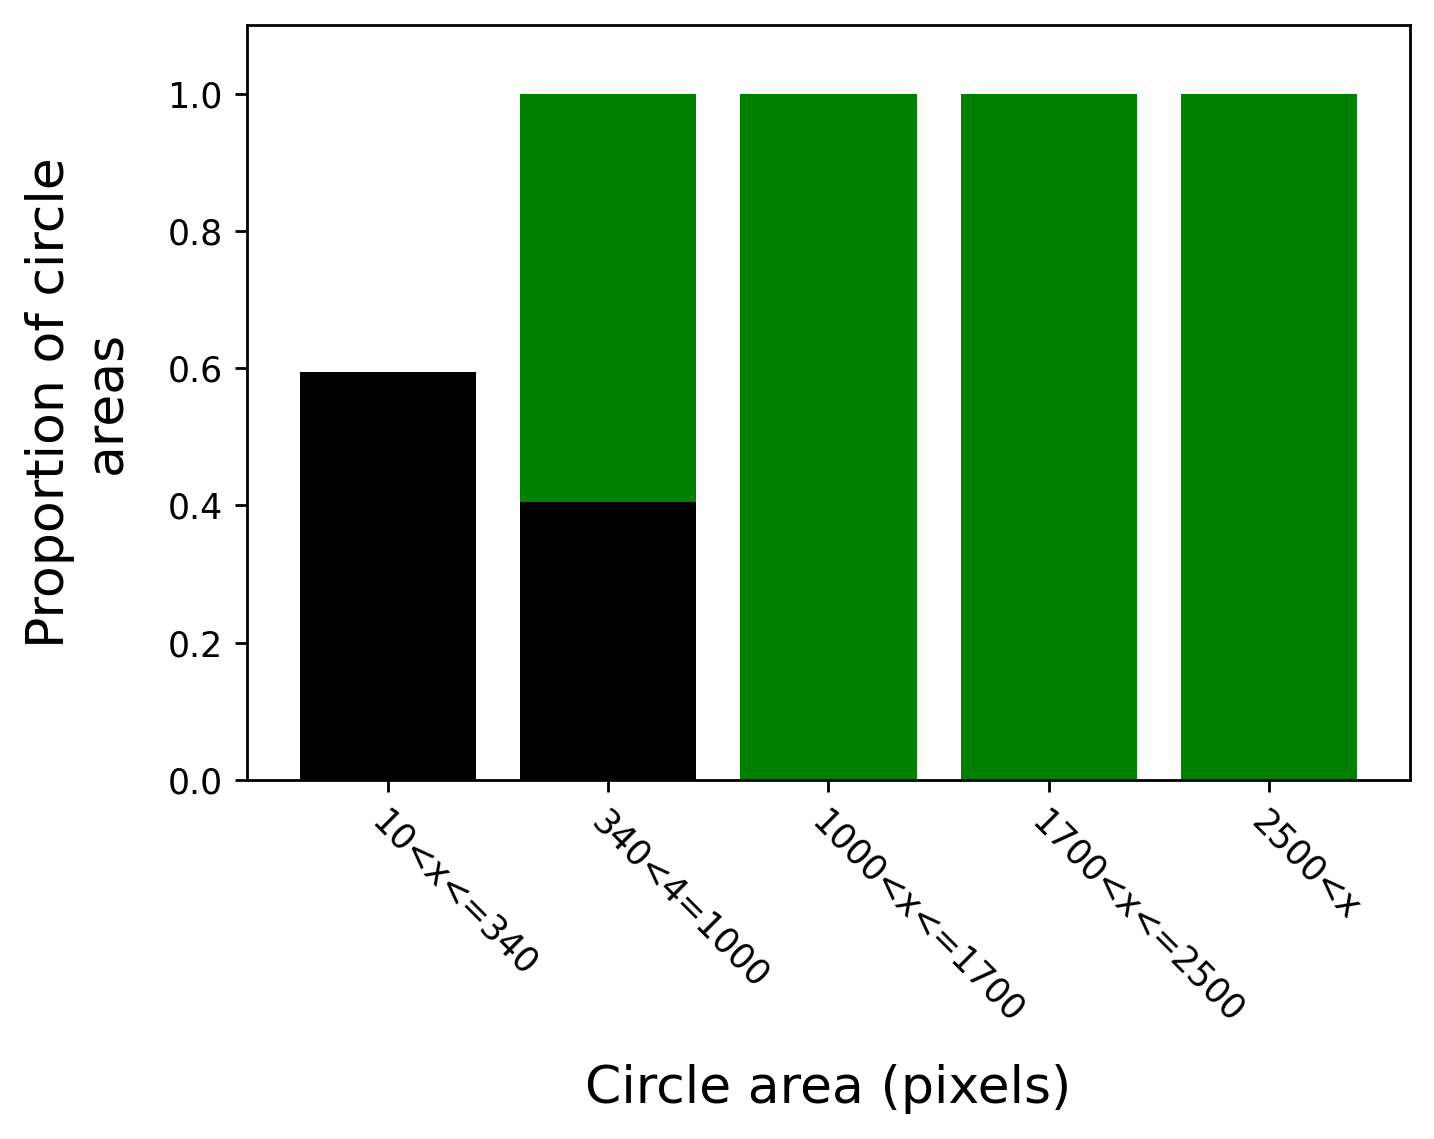 Proportion of circle
areas
1.0
0.8
0.6
0.4
0.2
0.0
10<x<=340
340<4=1000
1000<x<=1700
1700<x<=2500
2500<x
Circle area (pixels)